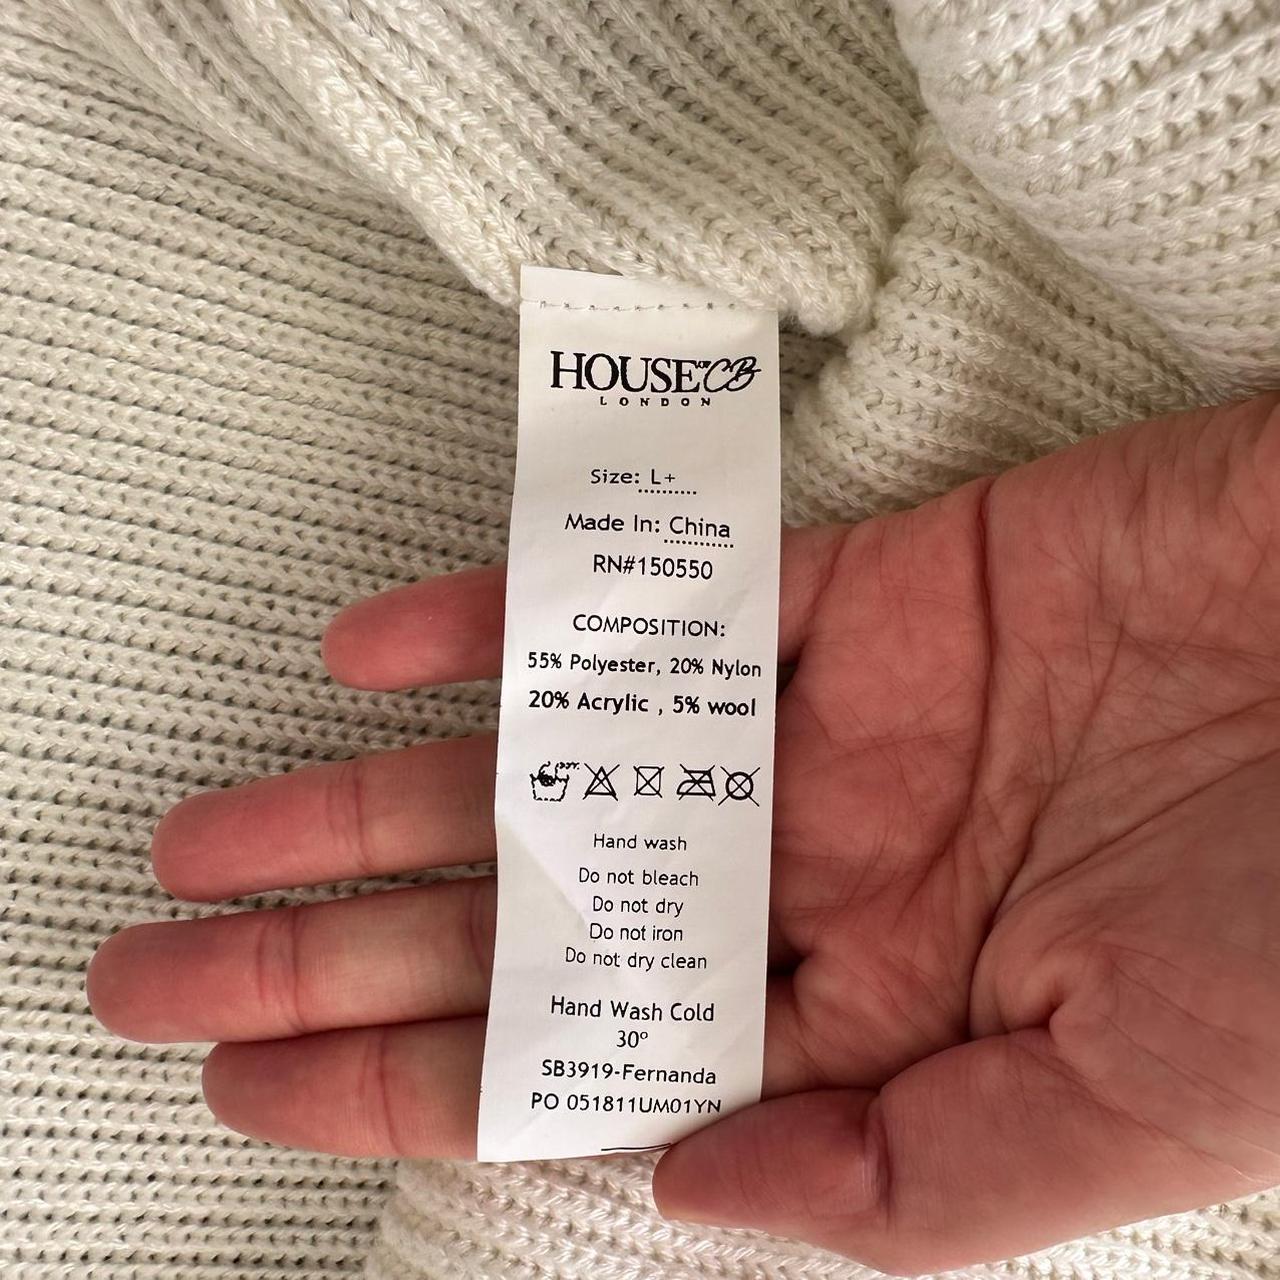 HOUSE OF CB
LONDON
Size: L+
Made In: China
RN#150550
COMPOSITION:
55% Polyester, 20% Nylon
20% Acrylic , 5% wool
Hand wash
Do not bleach
Do not dry
Do not iron
Do not dry clean
Hand Wash Cold
30°
SB3919-Fernanda
PO 051811UM01YN